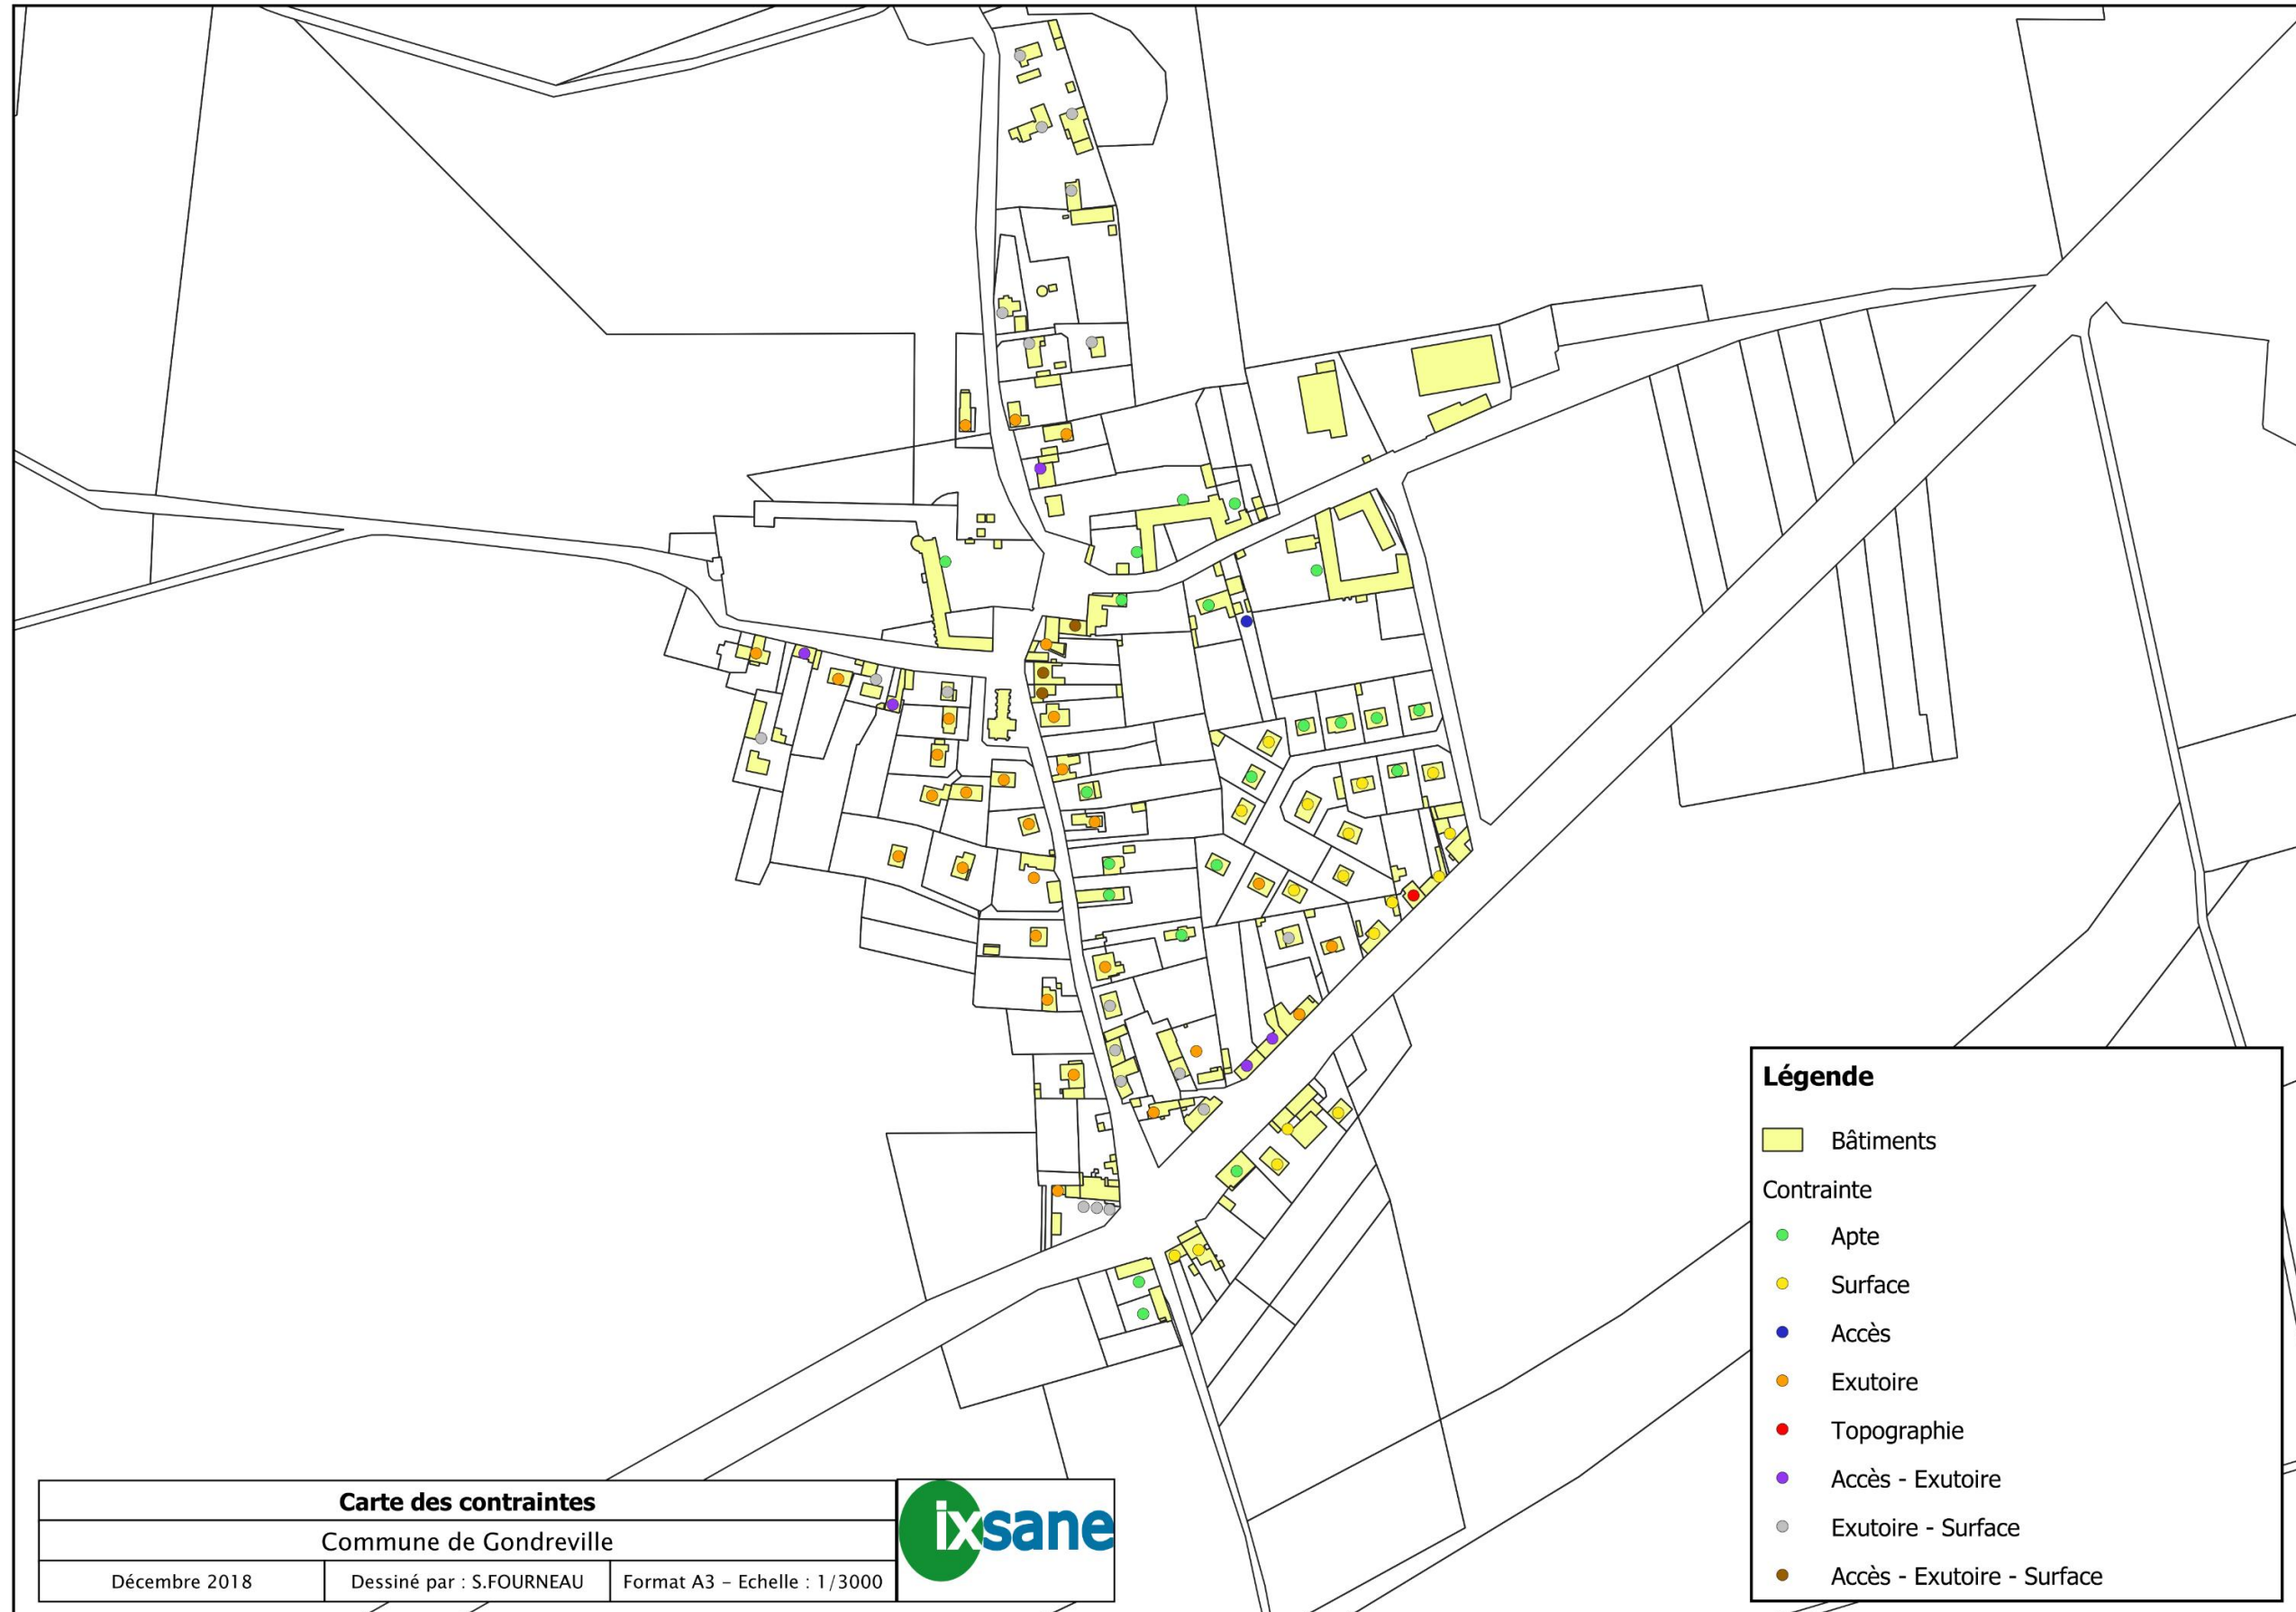 Légende
Bâtiments
Contrainte
Apte
Surface
Accès
Exutoire
Topographie
Accès - Exutoire
Exutoire - Surface
Accès - Exutoire - Surface
Carte des contraintes
Commune de Gondreville
Décembre 2018
Dessiné par : S.FOURNEAU
Format A3 - Echelle : 1/3000
ixsane